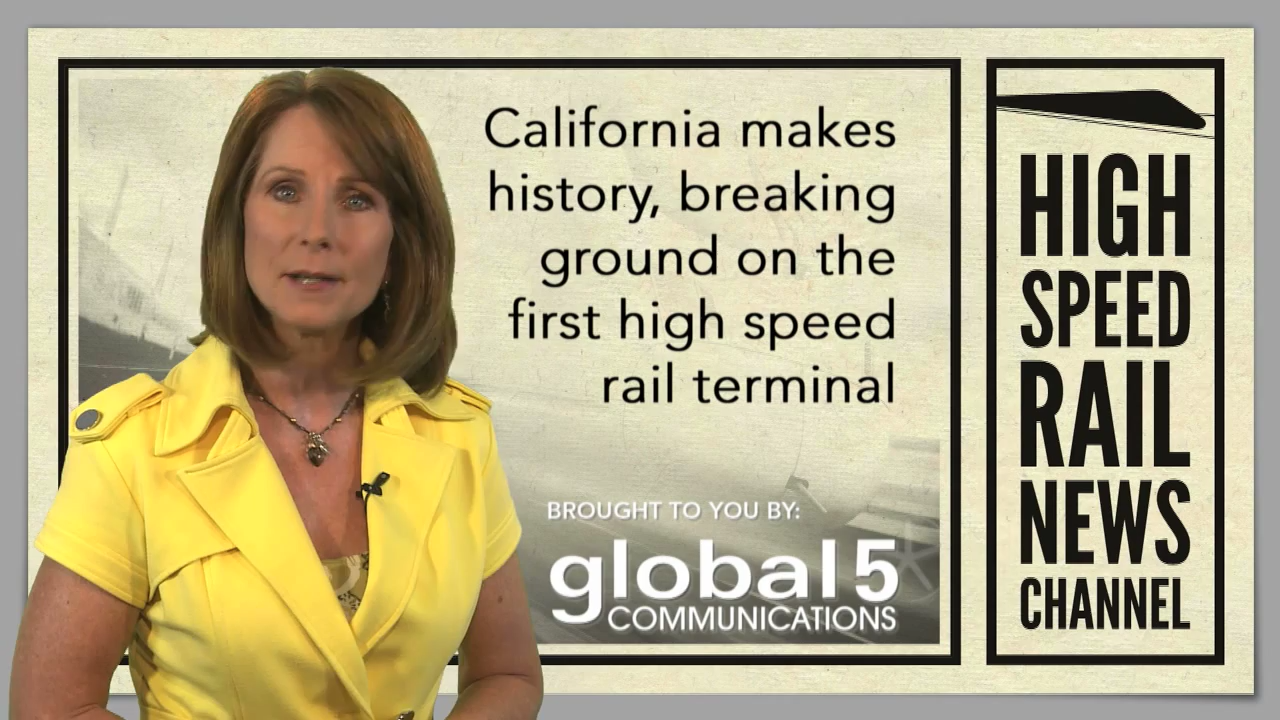 California makes
history, breaking
ground on the
first high speed
rail terminal
BROUGHT TO YOU BY:
global5
COMMUNICATIONS
HIGH
SPEED
RAIL
NEWS
CHANNEL